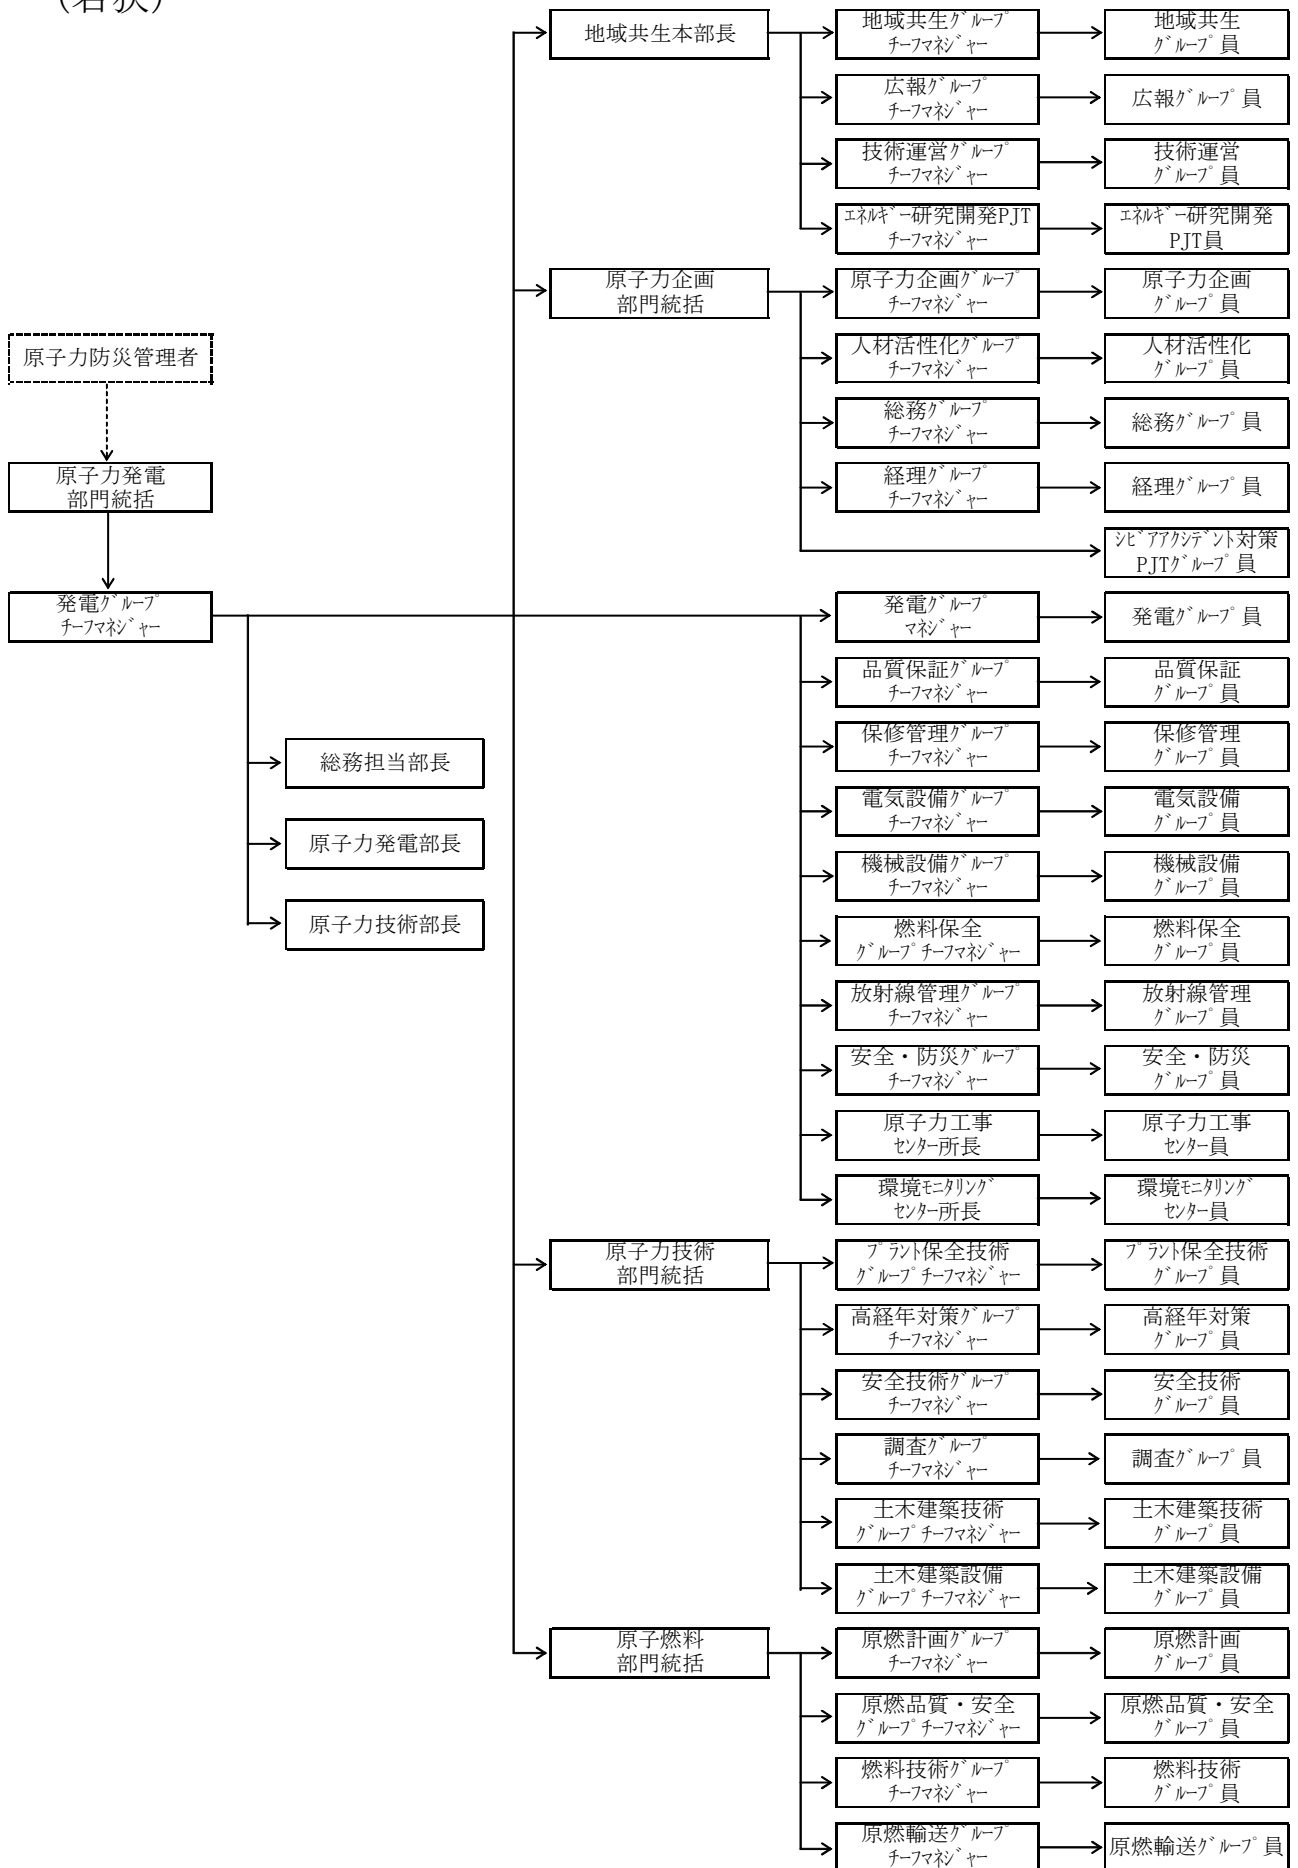 (若狭)
地域共生本部長
地域共生ｸﾞﾙｰﾌﾟ
ﾁｰﾌﾏﾈｼﾞｬｰ
地域共生
ｸﾞﾙｰﾌﾟ員
広報ｸﾞﾙｰﾌﾟ
ﾁｰﾌﾏﾈｼﾞｬｰ
広報ｸﾞﾙｰﾌﾟ員
技術運営ｸﾞﾙｰﾌﾟ
ﾁｰﾌﾏﾈｼﾞｬｰ
技術運営
ｸﾞﾙｰﾌﾟ員
ｴﾈﾙｷﾞｰ研究開発PJT
ﾁｰﾌﾏﾈｼﾞｬｰ
ｴﾈﾙｷﾞｰ研究開発
PJT員
原子力企画
部門統括
原子力企画ｸﾞﾙｰﾌﾟ
ﾁｰﾌﾏﾈｼﾞｬｰ
原子力企画
ｸﾞﾙｰﾌﾟ員
原子力防災管理者
人材活性化ｸﾞﾙｰﾌﾟ
ﾁｰﾌﾏﾈｼﾞｬｰ
人材活性化
ｸﾞﾙｰﾌﾟ員
総務ｸﾞﾙｰﾌﾟ
ﾁｰﾌﾏﾈｼﾞｬｰ
総務ｸﾞﾙｰﾌﾟ員
原子力発電
部門統括
経理ｸﾞﾙｰﾌﾟ
ﾁｰﾌﾏﾈｼﾞｬｰ
経理ｸﾞﾙｰﾌﾟ員
ｼﾋﾞｱｱｸｼﾃﾞﾝﾄ対策
PJTｸﾞﾙｰﾌﾟ員
発電ｸﾞﾙｰﾌﾟ
ﾁｰﾌﾏﾈｼﾞｬｰ
発電ｸﾞﾙｰﾌﾟ
ﾏﾈｼﾞｬｰ
発電ｸﾞﾙｰﾌﾟ員
品質保証ｸﾞﾙｰﾌﾟ
ﾁｰﾌﾏﾈｼﾞｬｰ
品質保証
ｸﾞﾙｰﾌﾟ員
総務担当部長
保修管理ｸﾞﾙｰﾌﾟ
ﾁｰﾌﾏﾈｼﾞｬｰ
保修管理
ｸﾞﾙｰﾌﾟ員
電気設備ｸﾞﾙｰﾌﾟ
ﾁｰﾌﾏﾈｼﾞｬｰ
電気設備
ｸﾞﾙｰﾌﾟ員
原子力発電部長
機械設備ｸﾞﾙｰﾌﾟ
ﾁｰﾌﾏﾈｼﾞｬｰ
機械設備
ｸﾞﾙｰﾌﾟ員
原子力技術部長
燃料保全
ｸﾞﾙｰﾌﾟﾁｰﾌﾏﾈｼﾞｬｰ
燃料保全
ｸﾞﾙｰﾌﾟ員
放射線管理ｸﾞﾙｰﾌﾟ
ﾁｰﾌﾏﾈｼﾞｬｰ
放射線管理
ｸﾞﾙｰﾌﾟ員
安全・防災ｸﾞﾙｰﾌﾟ
ﾁｰﾌﾏﾈｼﾞｬｰ
安全・防災
ｸﾞﾙｰﾌﾟ員
原子力工事
ｾﾝﾀｰ所長
原子力工事
ｾﾝﾀｰ員
環境ﾓﾆﾀﾘﾝｸﾞ
ｾﾝﾀｰ所長
環境ﾓﾆﾀﾘﾝｸﾞ
ｾﾝﾀｰ員
原子力技術
部門統括
ﾌﾟﾗﾝﾄ保全技術
ｸﾞﾙｰﾌﾟﾁｰﾌﾏﾈｼﾞｬｰ
ﾌﾟﾗﾝﾄ保全技術
ｸﾞﾙｰﾌﾟ員
高経年対策ｸﾞﾙｰﾌﾟ
ﾁｰﾌﾏﾈｼﾞｬｰ
高経年対策
ｸﾞﾙｰﾌﾟ員
安全技術ｸﾞﾙｰﾌﾟ
ﾁｰﾌﾏﾈｼﾞｬｰ
安全技術
ｸﾞﾙｰﾌﾟ員
調査ｸﾞﾙｰﾌﾟ
ﾁｰﾌﾏﾈｼﾞｬｰ
調査ｸﾞﾙｰﾌﾟ員
土木建築技術
ｸﾞﾙｰﾌﾟﾁｰﾌﾏﾈｼﾞｬｰ
土木建築技術
ｸﾞﾙｰﾌﾟ員
土木建築設備
ｸﾞﾙｰﾌﾟﾁｰﾌﾏﾈｼﾞｬｰ
土木建築設備
ｸﾞﾙｰﾌﾟ員
原子燃料
部門統括
原燃計画ｸﾞﾙｰﾌﾟ
ﾁｰﾌﾏﾈｼﾞｬｰ
原燃計画
ｸﾞﾙｰﾌﾟ員
原燃品質・安全
ｸﾞﾙｰﾌﾟﾁｰﾌﾏﾈｼﾞｬｰ
原燃品質・安全
ｸﾞﾙｰﾌﾟ員
燃料技術ｸﾞﾙｰﾌﾟ
ﾁｰﾌﾏﾈｼﾞｬｰ
燃料技術
ｸﾞﾙｰﾌﾟ員
原燃輸送ｸﾞﾙｰﾌﾟ
ﾁｰﾌﾏﾈｼﾞｬｰ
原燃輸送ｸﾞﾙｰﾌﾟ員